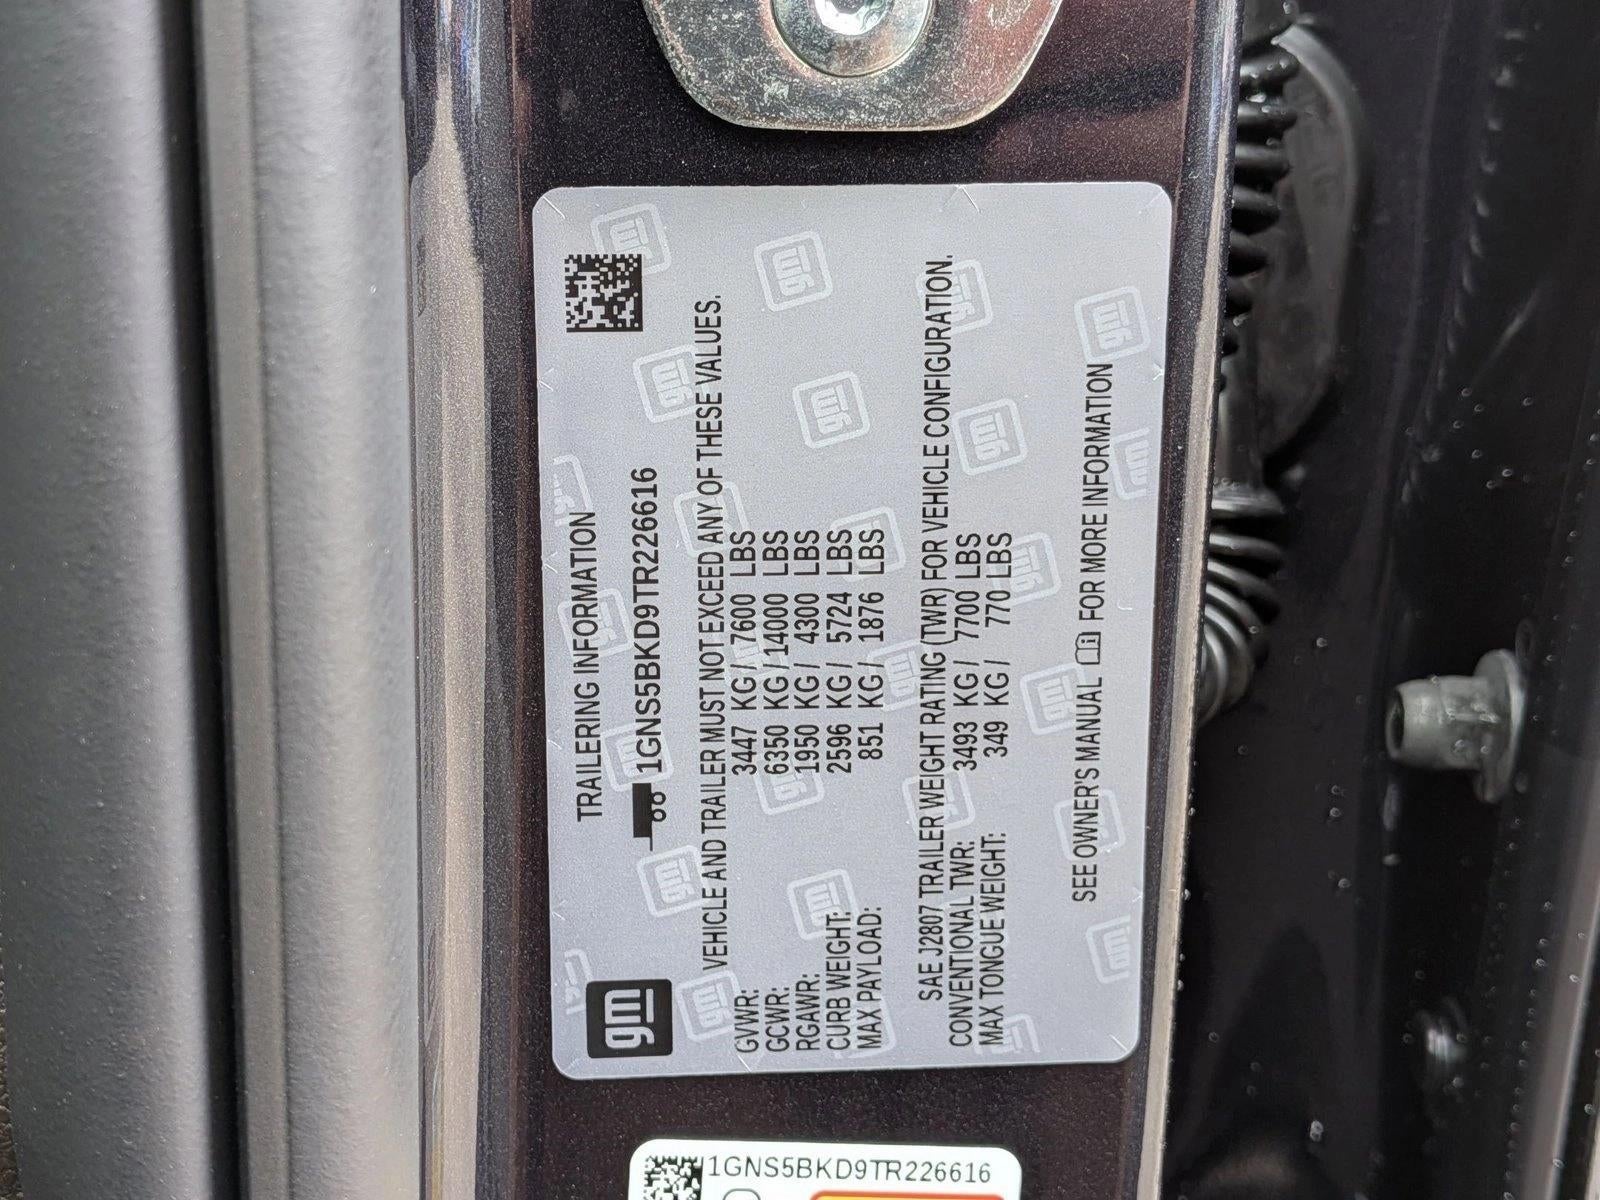 gm
TRAILERING INFORMATION
1GNS5BKD9TR226616
VEHICLE AND TRAILER MUST NOT EXCEED ANY OF THESE VALUES.
GVWR: 3447 KG / 7600 LBS
GCWR: 6350 KG / 14000 LBS
RGAWR: 1950 KG / 4300 LBS
CURB WEIGHT: 2596 KG / 5724 LBS
MAX PAYLOAD: 851 KG / 1876 LBS
SAE J2807 TRAILER WEIGHT RATING (TWR) FOR VEHICLE CONFIGURATION.
CONVENTIONAL TWR: 3493 KG / 7700 LBS
MAX TONGUE WEIGHT: 349 KG / 770 LBS
SEE OWNER'S MANUAL FOR MORE INFORMATION
1GNS5BKD9TR226616